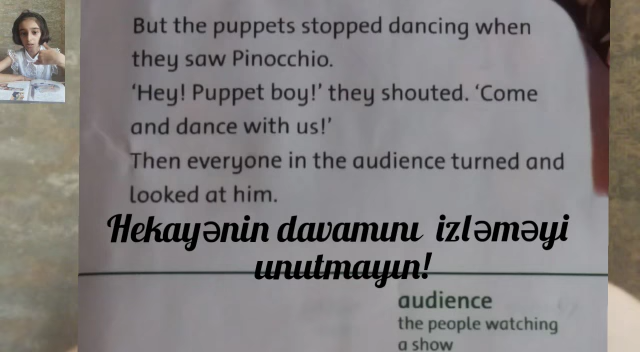 But the puppets stopped dancing when
they saw Pinocchio.
‘Hey! Puppet boy!’ they shouted. ‘Come
and dance with us!’
Then everyone in the audience turned and
looked at him.
Hekayənin davamını izləməyi
unutmayın!
audience
the people watching
a show